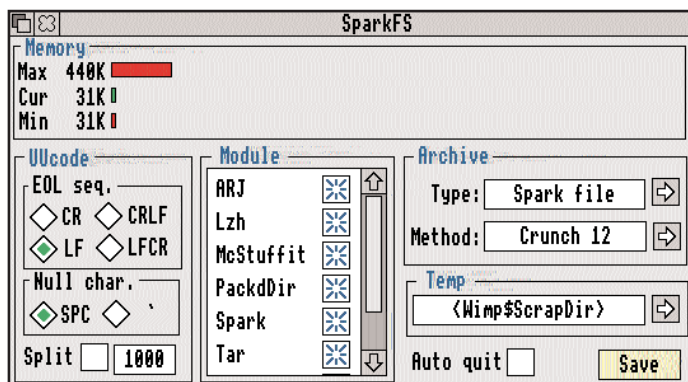 SparkFS
Memory
Max 440K
Cur 31K
Min 31K
UUcode
EOL seq.
CR CRLF
LF LFCR
Null char.
SPC `
Split 1000
Module
ARJ
Lzh
McStuffit
PackdDir
Spark
Tar
Archive
Type: Spark file
Method: Crunch 12
Temp
<Wimp$ScrapDir>
Auto quit
Save